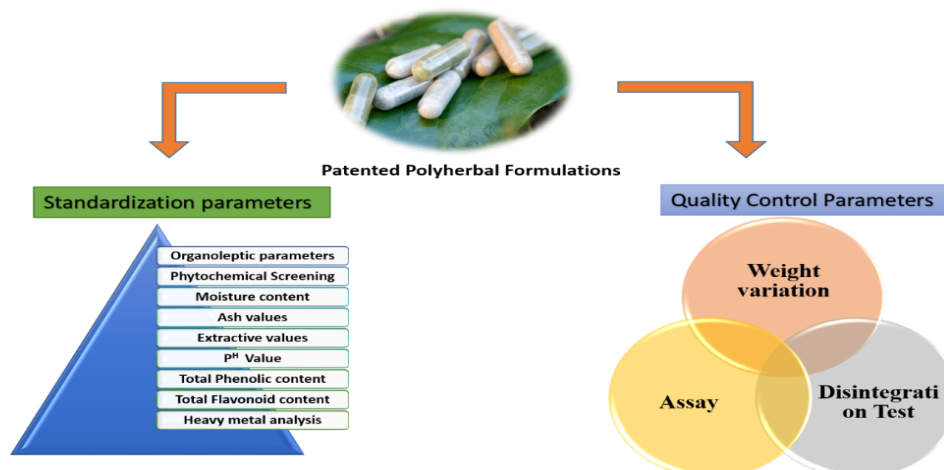 Patented Polyherbal Formulations
Standardization parameters
Organoleptic parameters
Phytochemical Screening
Moisture content
Ash values
Extractive values
Pᴴ Value
Total Phenolic content
Total Flavonoid content
Heavy metal analysis
Quality Control Parameters
Weight
variation
Assay
Disintegrati
on Test